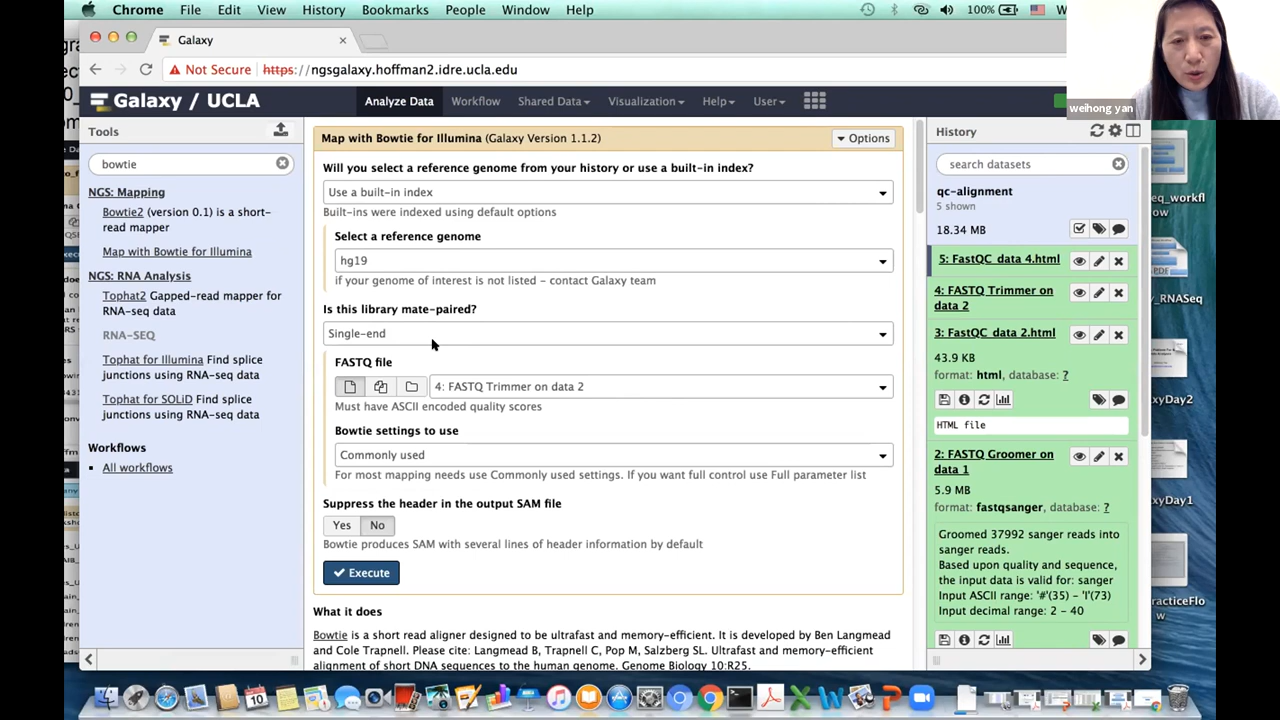 Chrome File Edit View History Bookmarks People Window Help
100%
weihong yan
Galaxy
Not Secure https://ngsgalaxy.hoffman2.idre.ucla.edu
Galaxy / UCLA
Analyze Data Workflow Shared Data Visualization Help User
Tools
bowtie
NGS: Mapping
Bowtie2 (version 0.1) is a short-
read mapper
Map with Bowtie for Illumina
NGS: RNA Analysis
Tophat2 Gapped-read mapper for
RNA-seq data
RNA-SEQ
Tophat for Illumina Find splice
junctions using RNA-seq data
Tophat for SOLiD Find splice
junctions using RNA-seq data
Workflows
All workflows
Map with Bowtie for Illumina (Galaxy Version 1.1.2)
Options
Will you select a reference genome from your history or use a built-in index?
Use a built-in index
Built-ins were indexed using default options
Select a reference genome
hg19
if your genome of interest is not listed - contact Galaxy team
Is this library mate-paired?
Single-end
FASTQ file
4: FASTQ Trimmer on data 2
Must have ASCII encoded quality scores
Bowtie settings to use
Commonly used
For most mapping needs use Commonly used settings. If you want full control use Full parameter list
Suppress the header in the output SAM file
Yes No
Bowtie produces SAM with several lines of header information by default
Execute
What it does
Bowtie is a short read aligner designed to be ultrafast and memory-efficient. It is developed by Ben Langmead
and Cole Trapnell. Please cite: Langmead B, Trapnell C, Pop M, Salzberg SL. Ultrafast and memory-efficient
alignment of short DNA sequences to the human genome. Genome Biology 10:R25.
History
search datasets
qc-alignment
5 shown
18.34 MB
5: FastQC_data 4.html
4: FASTQ Trimmer on
data 2
3: FastQC_data 2.html
43.9 KB
format: html, database: ?
HTML file
2: FASTQ Groomer on
data 1
5.9 MB
format: fastqsanger, database: ?
Groomed 37992 sanger reads into
sanger reads.
Based upon quality and sequence,
the input data is valid for: sanger
Input ASCII range: '#'(35) - 'I'(73)
Input decimal range: 2 - 40
eq_workfl
ow
PDF
_RNASeq
xyDay2
xyDay1
racticeFlo
w
10